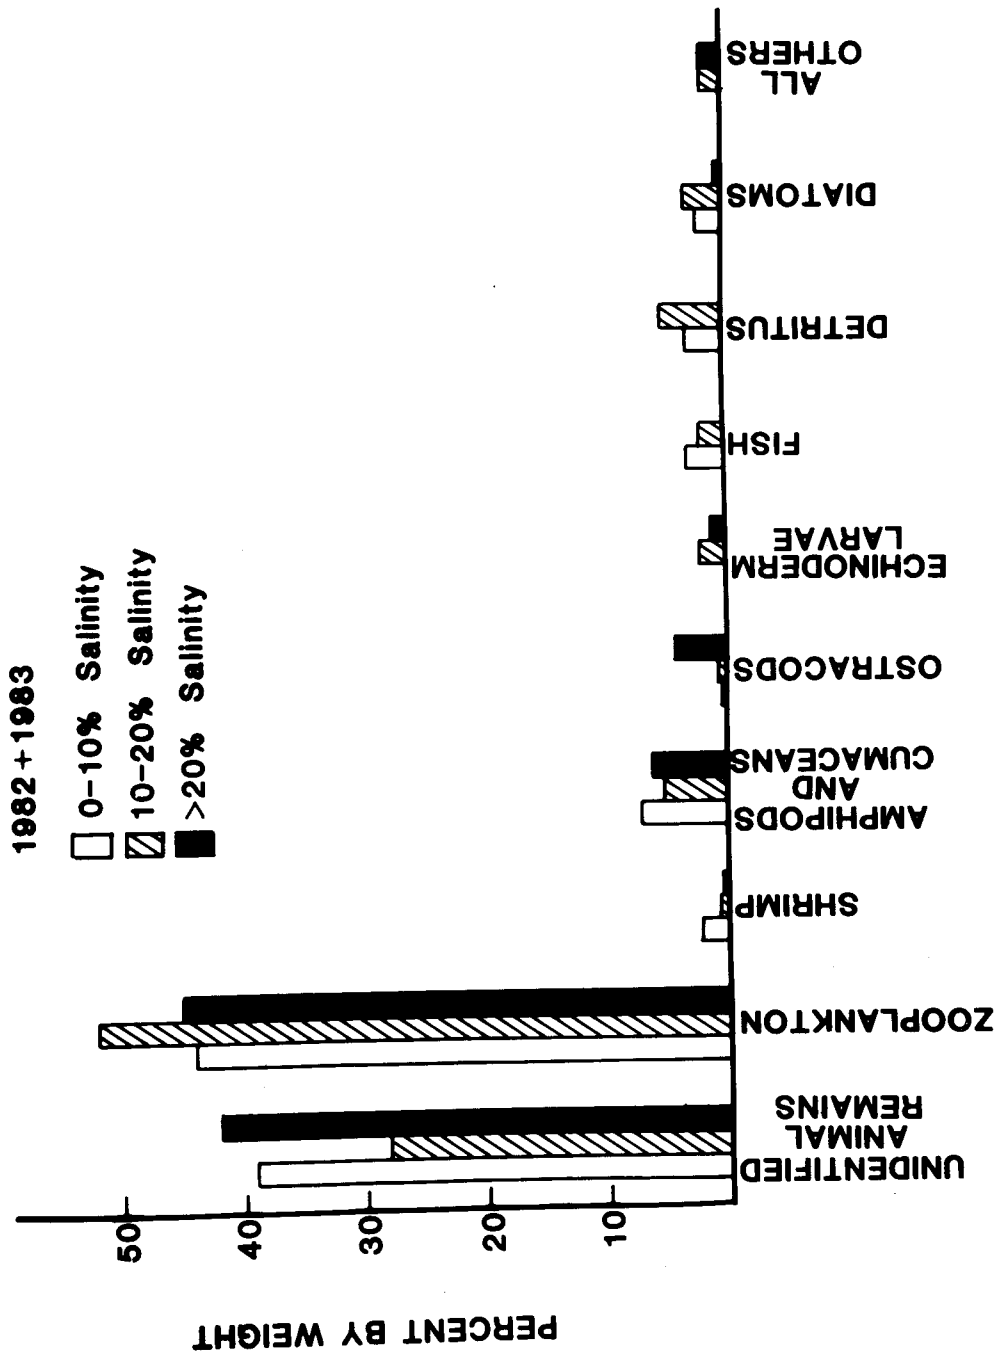 1982+1983
0-10% Salinity
10-20% Salinity
>20% Salinity
PERCENT BY WEIGHT
50
40
30
20
10
UNIDENTIFIED
ANIMAL
REMAINS
ZOOPLANKTON
SHRIMP
AMPHIPODS
AND
CUMACEANS
OSTRACODS
ECHINODERM
LARVAE
FISH
DETRITUS
DIATOMS
ALL
OTHERS